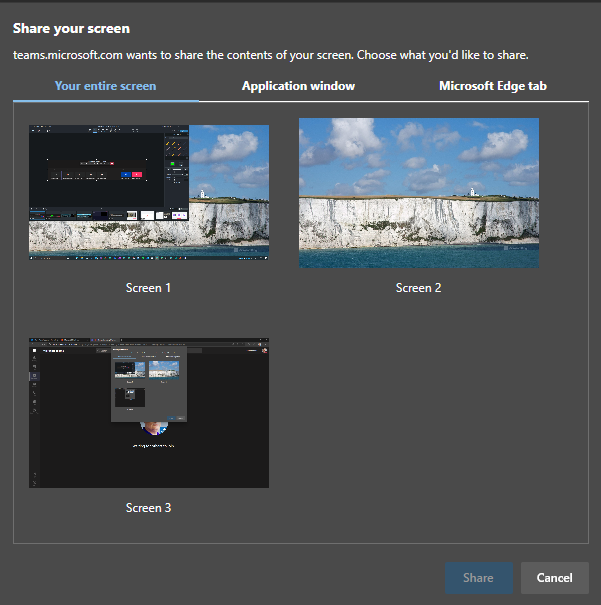 Share your screen
teams.microsoft.com wants to share the contents of your screen. Choose what you'd like to share.
Your entire screen
Application window
Microsoft Edge tab
Screen 1
Screen 2
Screen 3
Share
Cancel